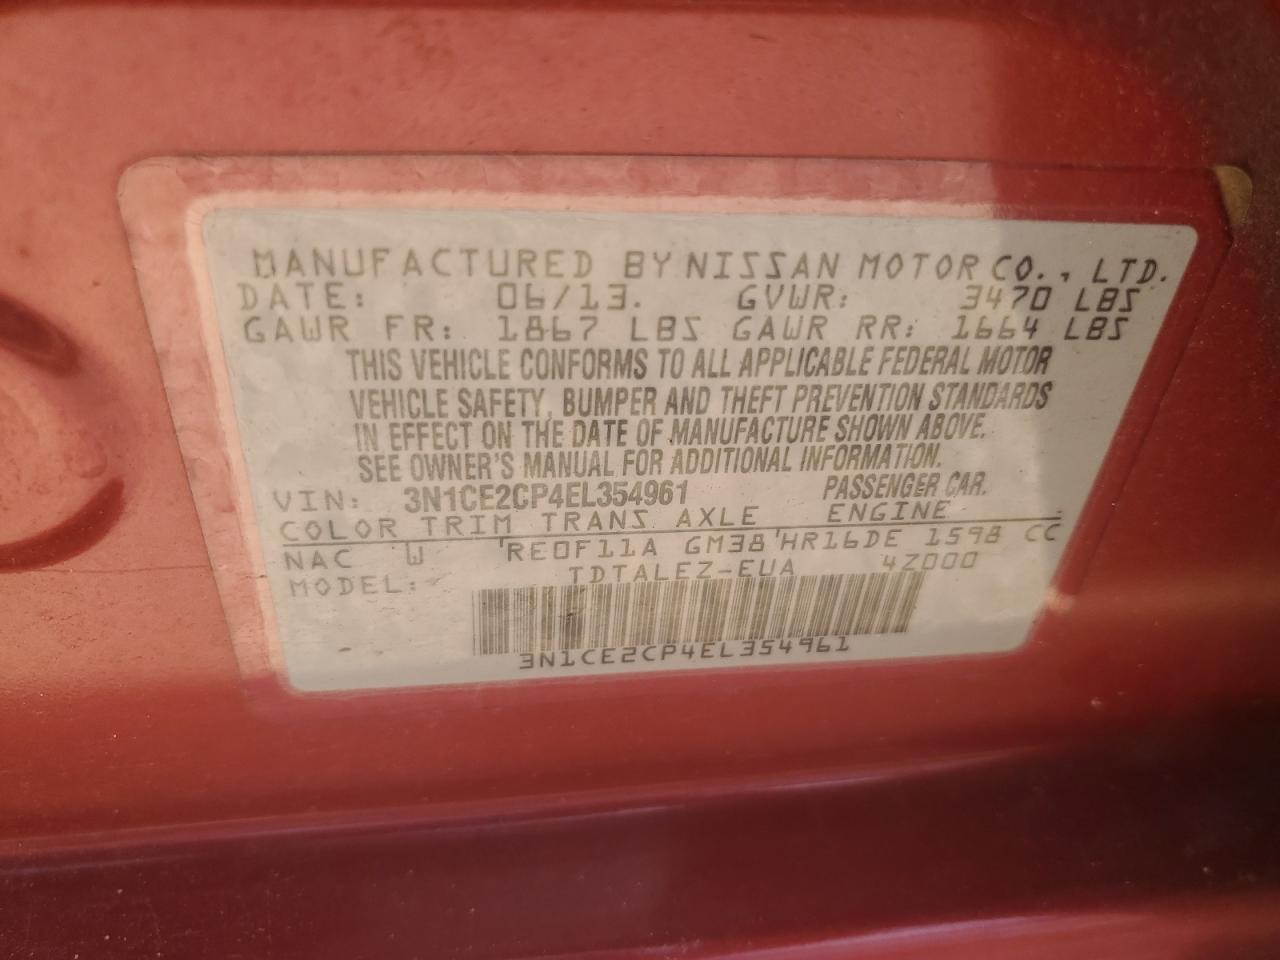 MANUFACTURED BY NISSAN MOTOR CO., LTD.
DATE: 06/13. GVWR: 3470 LBS
GAWR FR: 1867 LBS GAWR RR: 1664 LBS
THIS VEHICLE CONFORMS TO ALL APPLICABLE FEDERAL MOTOR
VEHICLE SAFETY, BUMPER AND THEFT PREVENTION STANDARDS
IN EFFECT ON THE DATE OF MANUFACTURE SHOWN ABOVE.
SEE OWNER'S MANUAL FOR ADDITIONAL INFORMATION.
VIN: 3N1CE2CP4EL354961 PASSENGER CAR.
COLOR TRIM TRANS AXLE ENGINE
NAC W 'RE0F11A GM38'HR16DE 1598 CC
MODEL: TDTALEZ-EUA 4Z000
3N1CE2CP4EL354961